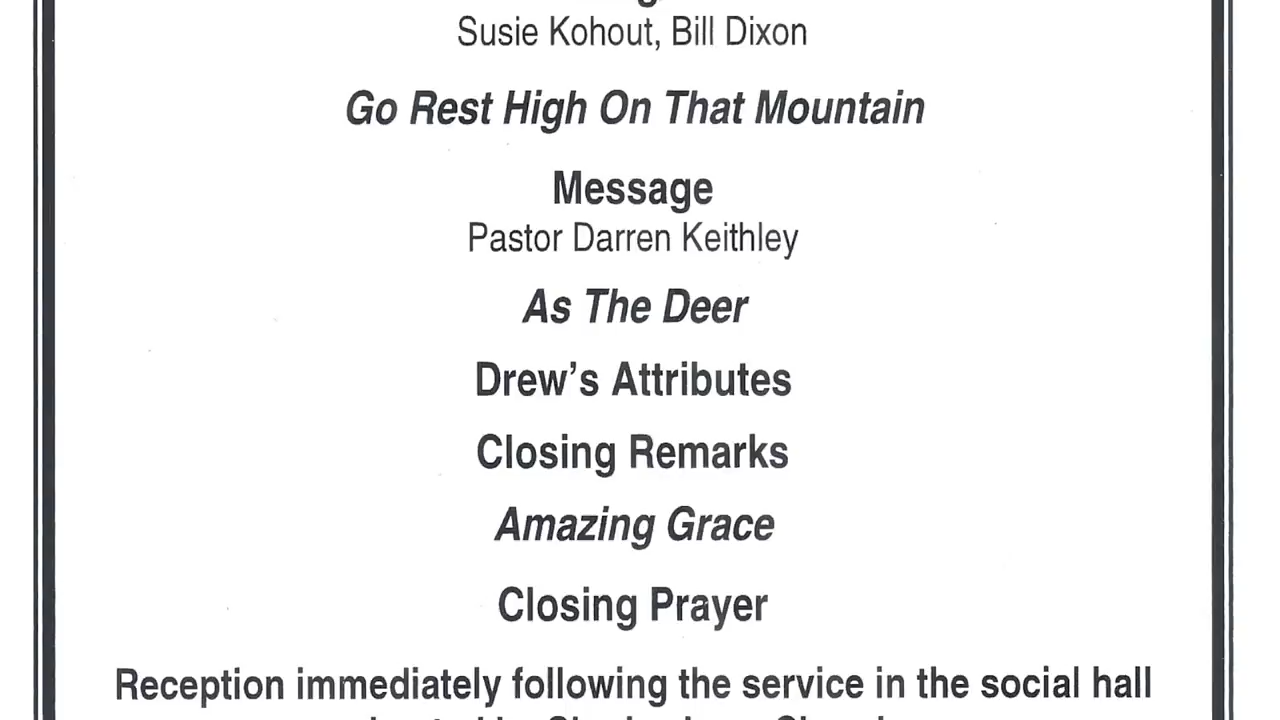 Susie Kohout, Bill Dixon
Go Rest High On That Mountain
Message
Pastor Darren Keithley
As The Deer
Drew's Attributes
Closing Remarks
Amazing Grace
Closing Prayer
Reception immediately following the service in the social hall